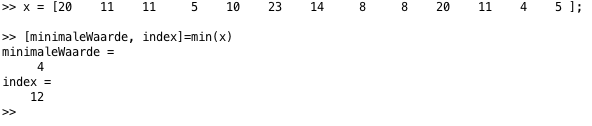 >> x = [20 11 11 5 10 23 14 8 8 20 11 4 5 ];
>> [minimaleWaarde, index]=min(x)
minimaleWaarde =
4
index =
12
>>